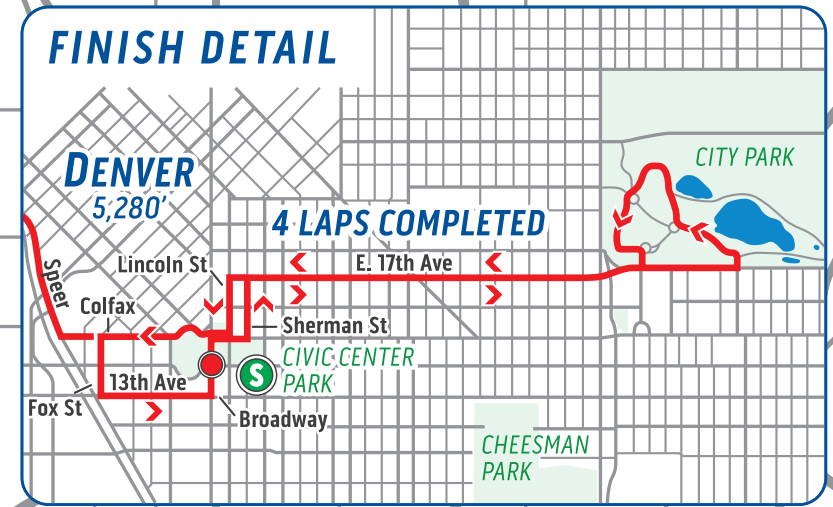 FINISH DETAIL
CITY PARK
DENVER
5,280'
4 LAPS COMPLETED
Lincoln St
E. 17th Ave
Speer
Colfax
Sherman St
CIVIC CENTER
PARK
S
13th Ave
Fox St
Broadway
CHEESMAN
PARK